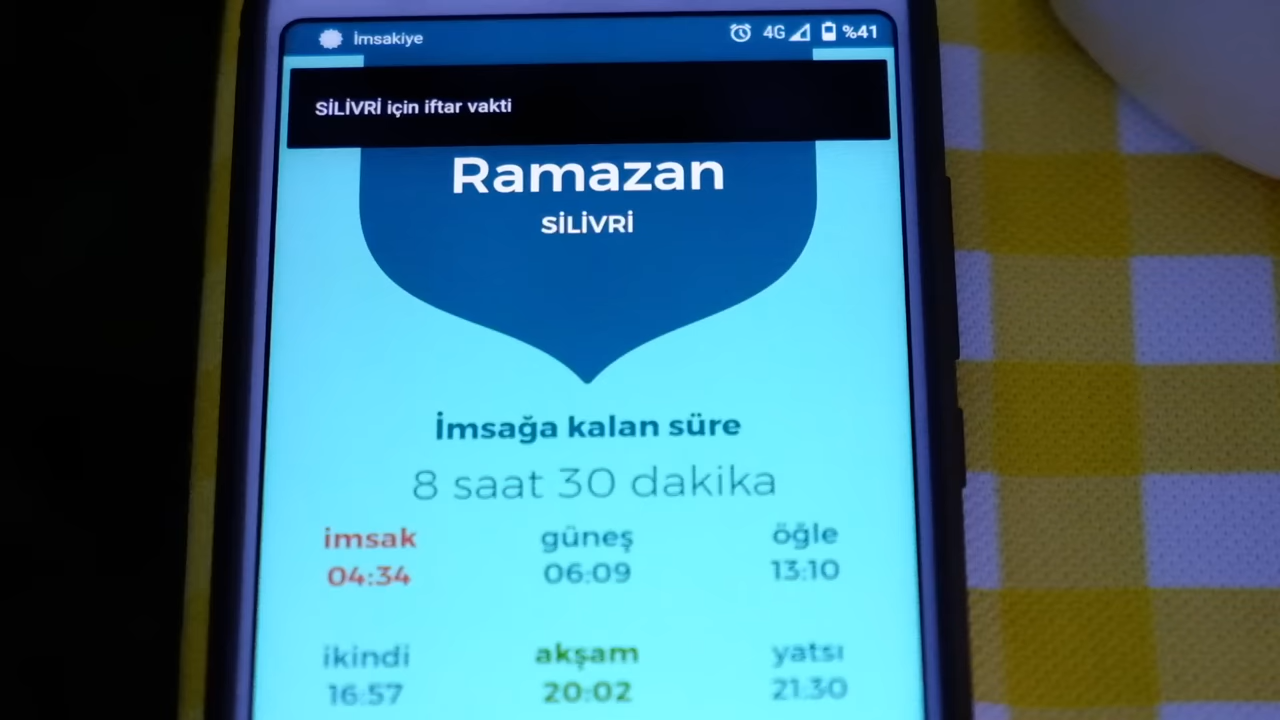 İmsakiye 4G %41
SİLİVRİ için iftar vakti
Ramazan
SİLİVRİ
İmsağa kalan süre
8 saat 30 dakika
imsak güneş öğle
04:34 06:09 13:10
ikindi akşam yatsı
16:57 20:02 21:30